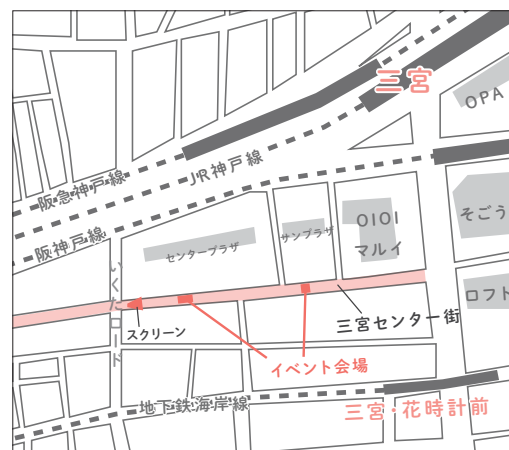 三宮
OPA
JR神戸線
阪急神戸線
阪神戸線
そごう
OIOI
マルイ
サンプラザ
センタープラザ
いくたロード
ロフト
三宮センター街
スクリーン
イベント会場
地下鉄海岸線
三宮・花時計前